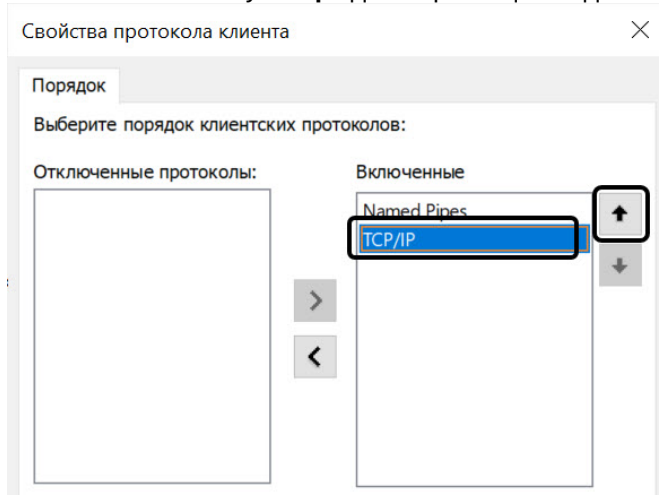 Свойства протокола клиента
Порядок
Выберите порядок клиентских протоколов:
Отключенные протоколы:
Включенные
Named Pipes
TCP/IP